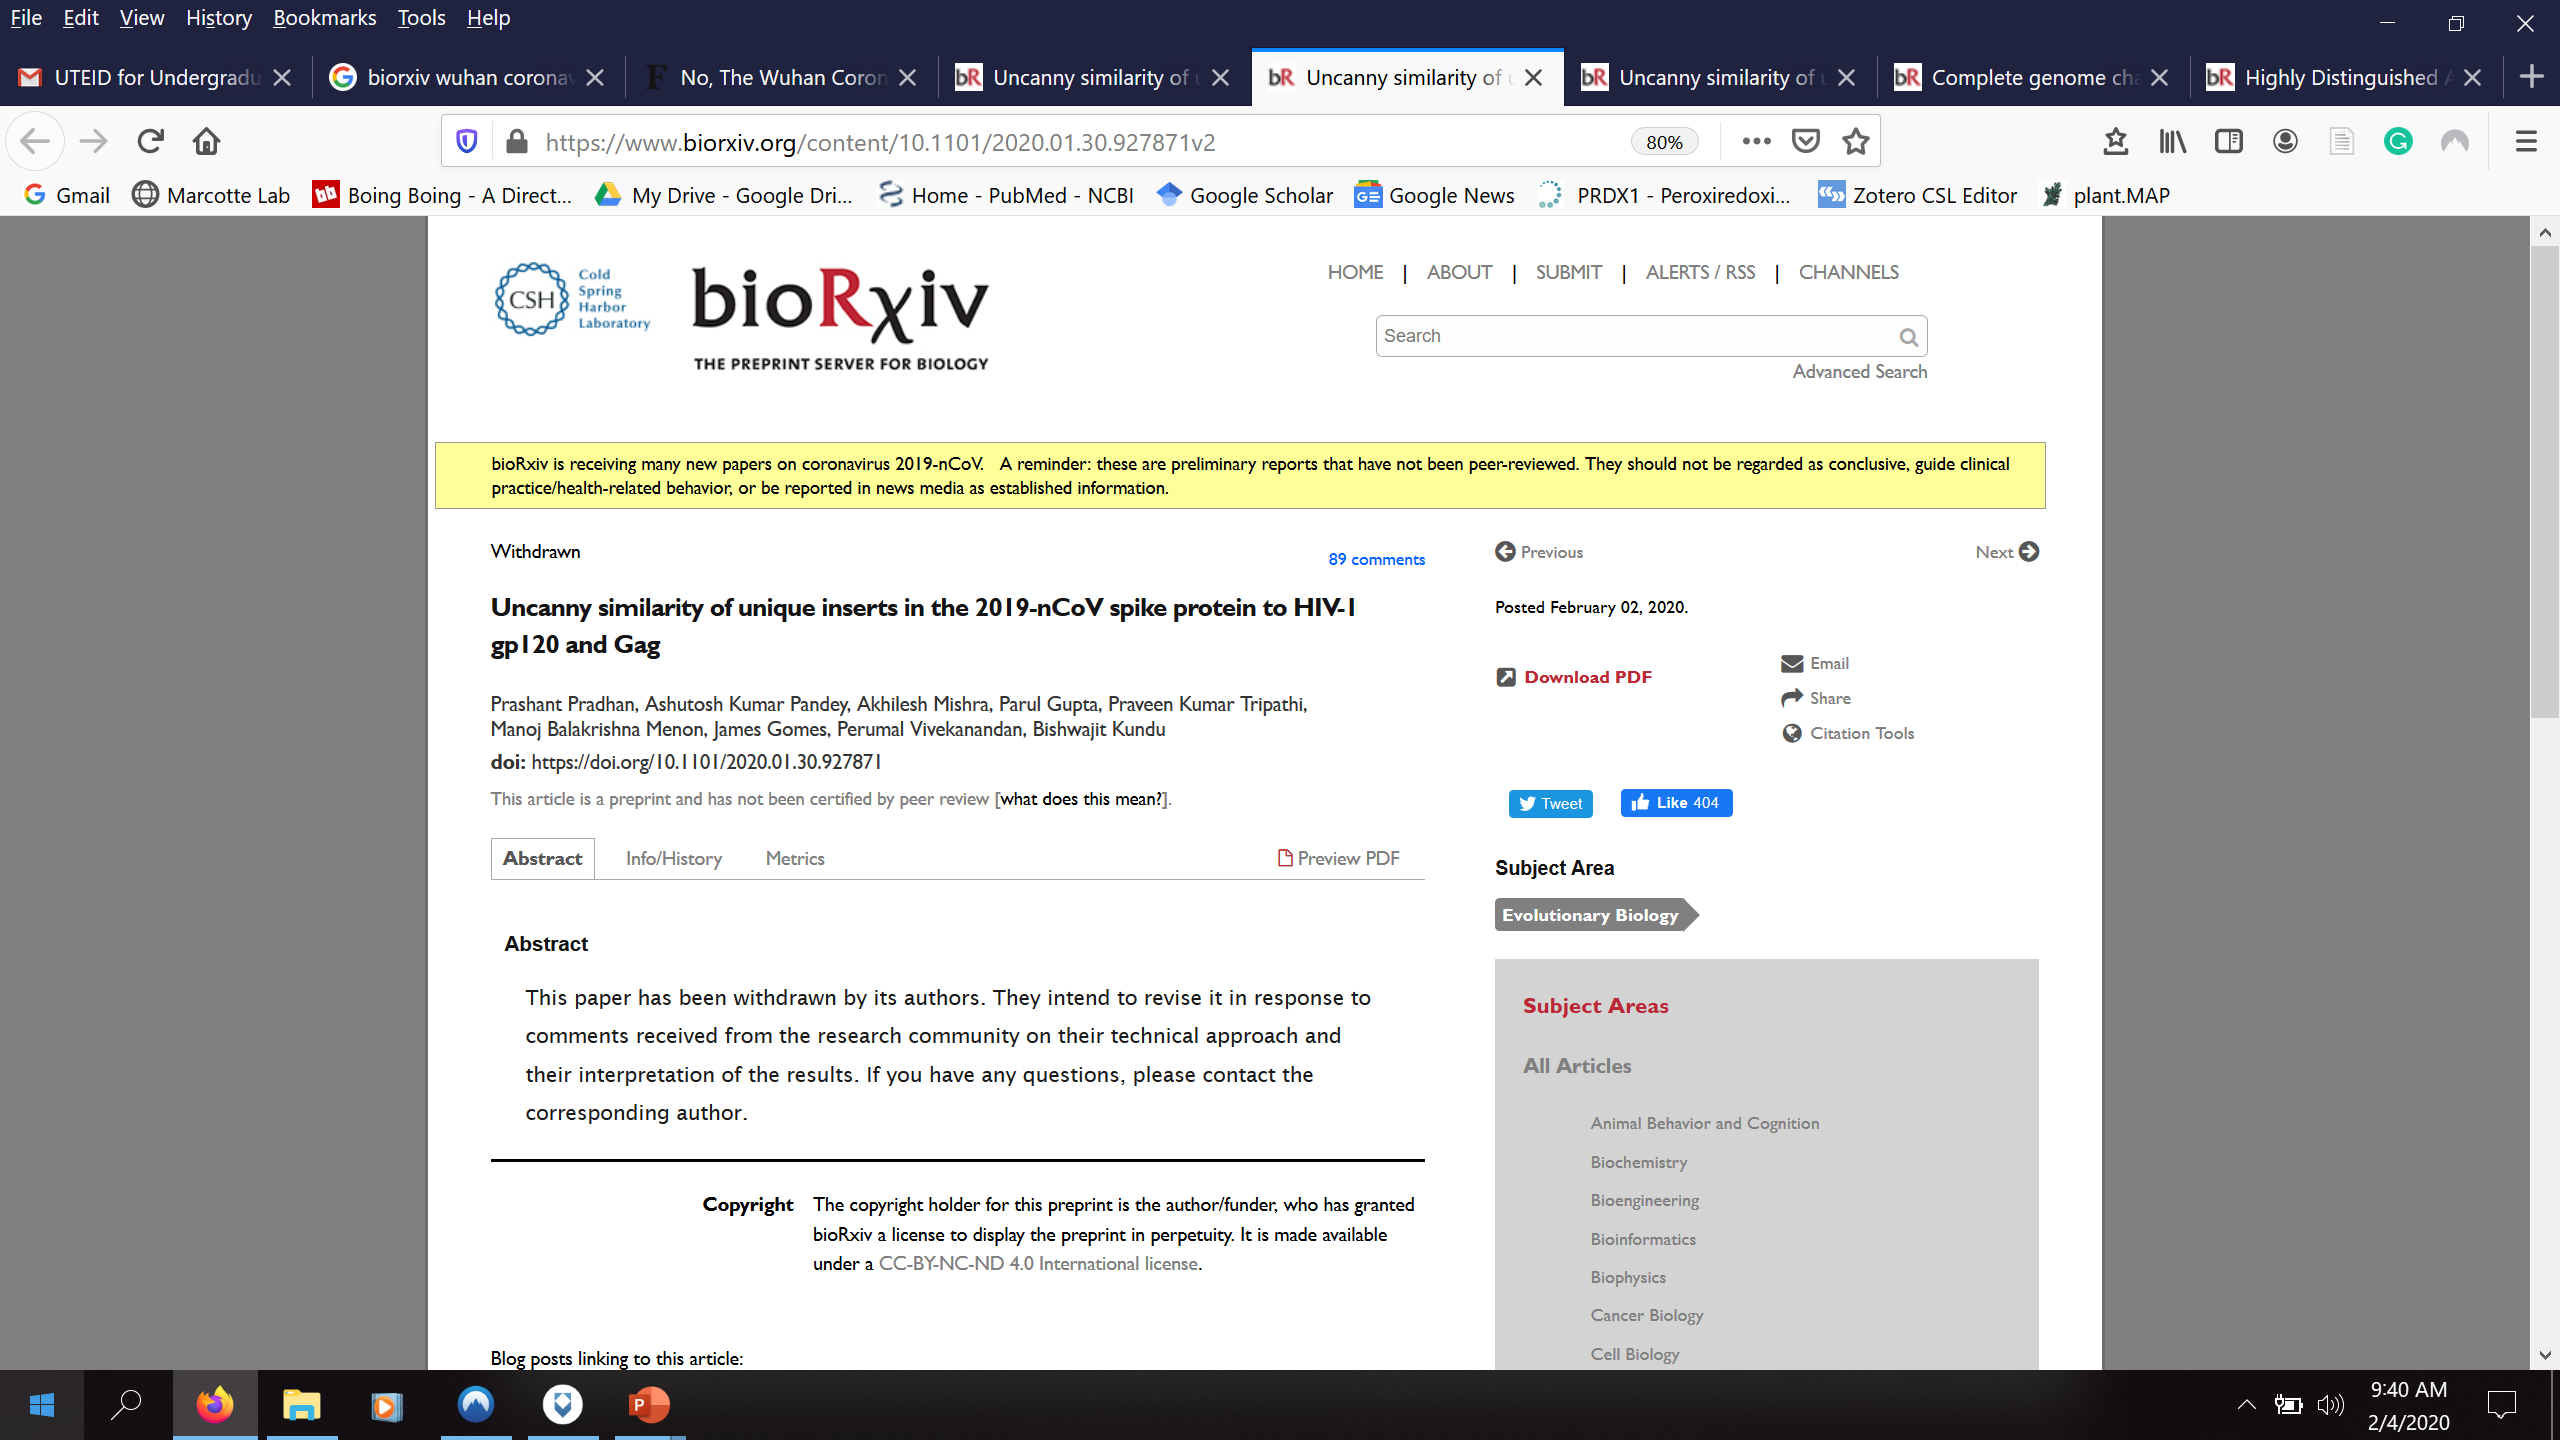 File Edit View History Bookmarks Tools Help
UTEID for Undergradu
biorxiv wuhan corona
No, The Wuhan Coron
bR Uncanny similarity of
bR Uncanny similarity of
bR Uncanny similarity of
bR Complete genome cha
bR Highly Distinguished
https://www.biorxiv.org/content/10.1101/2020.01.30.927871v2 80%
Gmail Marcotte Lab Boing Boing - A Direct... My Drive - Google Dri... Home - PubMed - NCBI Google Scholar Google News PRDX1 - Peroxiredoxi... Zotero CSL Editor plant.MAP
CSH Cold Spring Harbor Laboratory
bioRxiv
THE PREPRINT SERVER FOR BIOLOGY
HOME | ABOUT | SUBMIT | ALERTS / RSS | CHANNELS
Search
Advanced Search
bioRxiv is receiving many new papers on coronavirus 2019-nCoV. A reminder: these are preliminary reports that have not been peer-reviewed. They should not be regarded as conclusive, guide clinical
practice/health-related behavior, or be reported in news media as established information.
Withdrawn
89 comments
Uncanny similarity of unique inserts in the 2019-nCoV spike protein to HIV-1
gp120 and Gag
Prashant Pradhan, Ashutosh Kumar Pandey, Akhilesh Mishra, Parul Gupta, Praveen Kumar Tripathi,
Manoj Balakrishna Menon, James Gomes, Perumal Vivekanandan, Bishwajit Kundu
doi: https://doi.org/10.1101/2020.01.30.927871
This article is a preprint and has not been certified by peer review [what does this mean?].
Abstract Info/History Metrics Preview PDF
Abstract
This paper has been withdrawn by its authors. They intend to revise it in response to
comments received from the research community on their technical approach and
their interpretation of the results. If you have any questions, please contact the
corresponding author.
Copyright The copyright holder for this preprint is the author/funder, who has granted
bioRxiv a license to display the preprint in perpetuity. It is made available
under a CC-BY-NC-ND 4.0 International license.
Blog posts linking to this article:
Previous Next
Posted February 02, 2020.
Download PDF
Email
Share
Citation Tools
Tweet Like 404
Subject Area
Evolutionary Biology
Subject Areas
All Articles
Animal Behavior and Cognition
Biochemistry
Bioengineering
Bioinformatics
Biophysics
Cancer Biology
Cell Biology
9:40 AM
2/4/2020